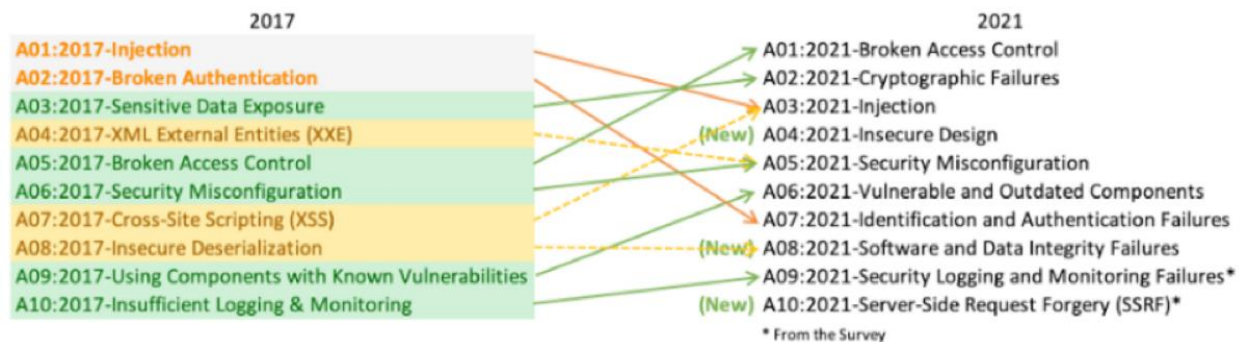 2017
A01:2017-Injection
A02:2017-Broken Authentication
A03:2017-Sensitive Data Exposure
A04:2017-XML External Entities (XXE)
A05:2017-Broken Access Control
A06:2017-Security Misconfiguration
A07:2017-Cross-Site Scripting (XSS)
A08:2017-Insecure Deserialization
A09:2017-Using Components with Known Vulnerabilities
A10:2017-Insufficient Logging & Monitoring
2021
A01:2021-Broken Access Control
A02:2021-Cryptographic Failures
A03:2021-Injection
(New) A04:2021-Insecure Design
A05:2021-Security Misconfiguration
A06:2021-Vulnerable and Outdated Components
A07:2021-Identification and Authentication Failures
(New) A08:2021-Software and Data Integrity Failures
A09:2021-Security Logging and Monitoring Failures*
(New) A10:2021-Server-Side Request Forgery (SSRF)*
* From the Survey